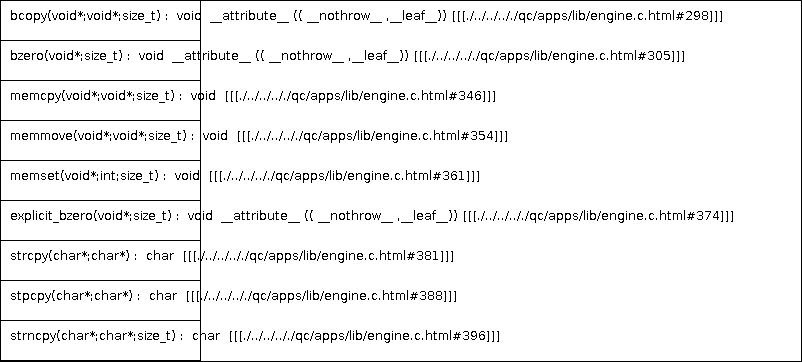 bcopy(void*;void*;size_t) : void __attribute__ (( __nothrow__ ,__leaf__)) [[[./../../../../qc/apps/lib/engine.c.html#298]]]
bzero(void*;size_t) : void __attribute__ (( __nothrow__ ,__leaf__)) [[[./../../../../qc/apps/lib/engine.c.html#305]]]
memcpy(void*;void*;size_t) : void [[[./../../../../qc/apps/lib/engine.c.html#346]]]
memmove(void*;void*;size_t) : void [[[./../../../../qc/apps/lib/engine.c.html#354]]]
memset(void*;int;size_t) : void [[[./../../../../qc/apps/lib/engine.c.html#361]]]
explicit_bzero(void*;size_t) : void __attribute__ (( __nothrow__ ,__leaf__)) [[[./../../../../qc/apps/lib/engine.c.html#374]]]
strcpy(char*;char*) : char [[[./../../../../qc/apps/lib/engine.c.html#381]]]
stpcpy(char*;char*) : char [[[./../../../../qc/apps/lib/engine.c.html#388]]]
strncpy(char*;char*;size_t) : char [[[./../../../../qc/apps/lib/engine.c.html#396]]]